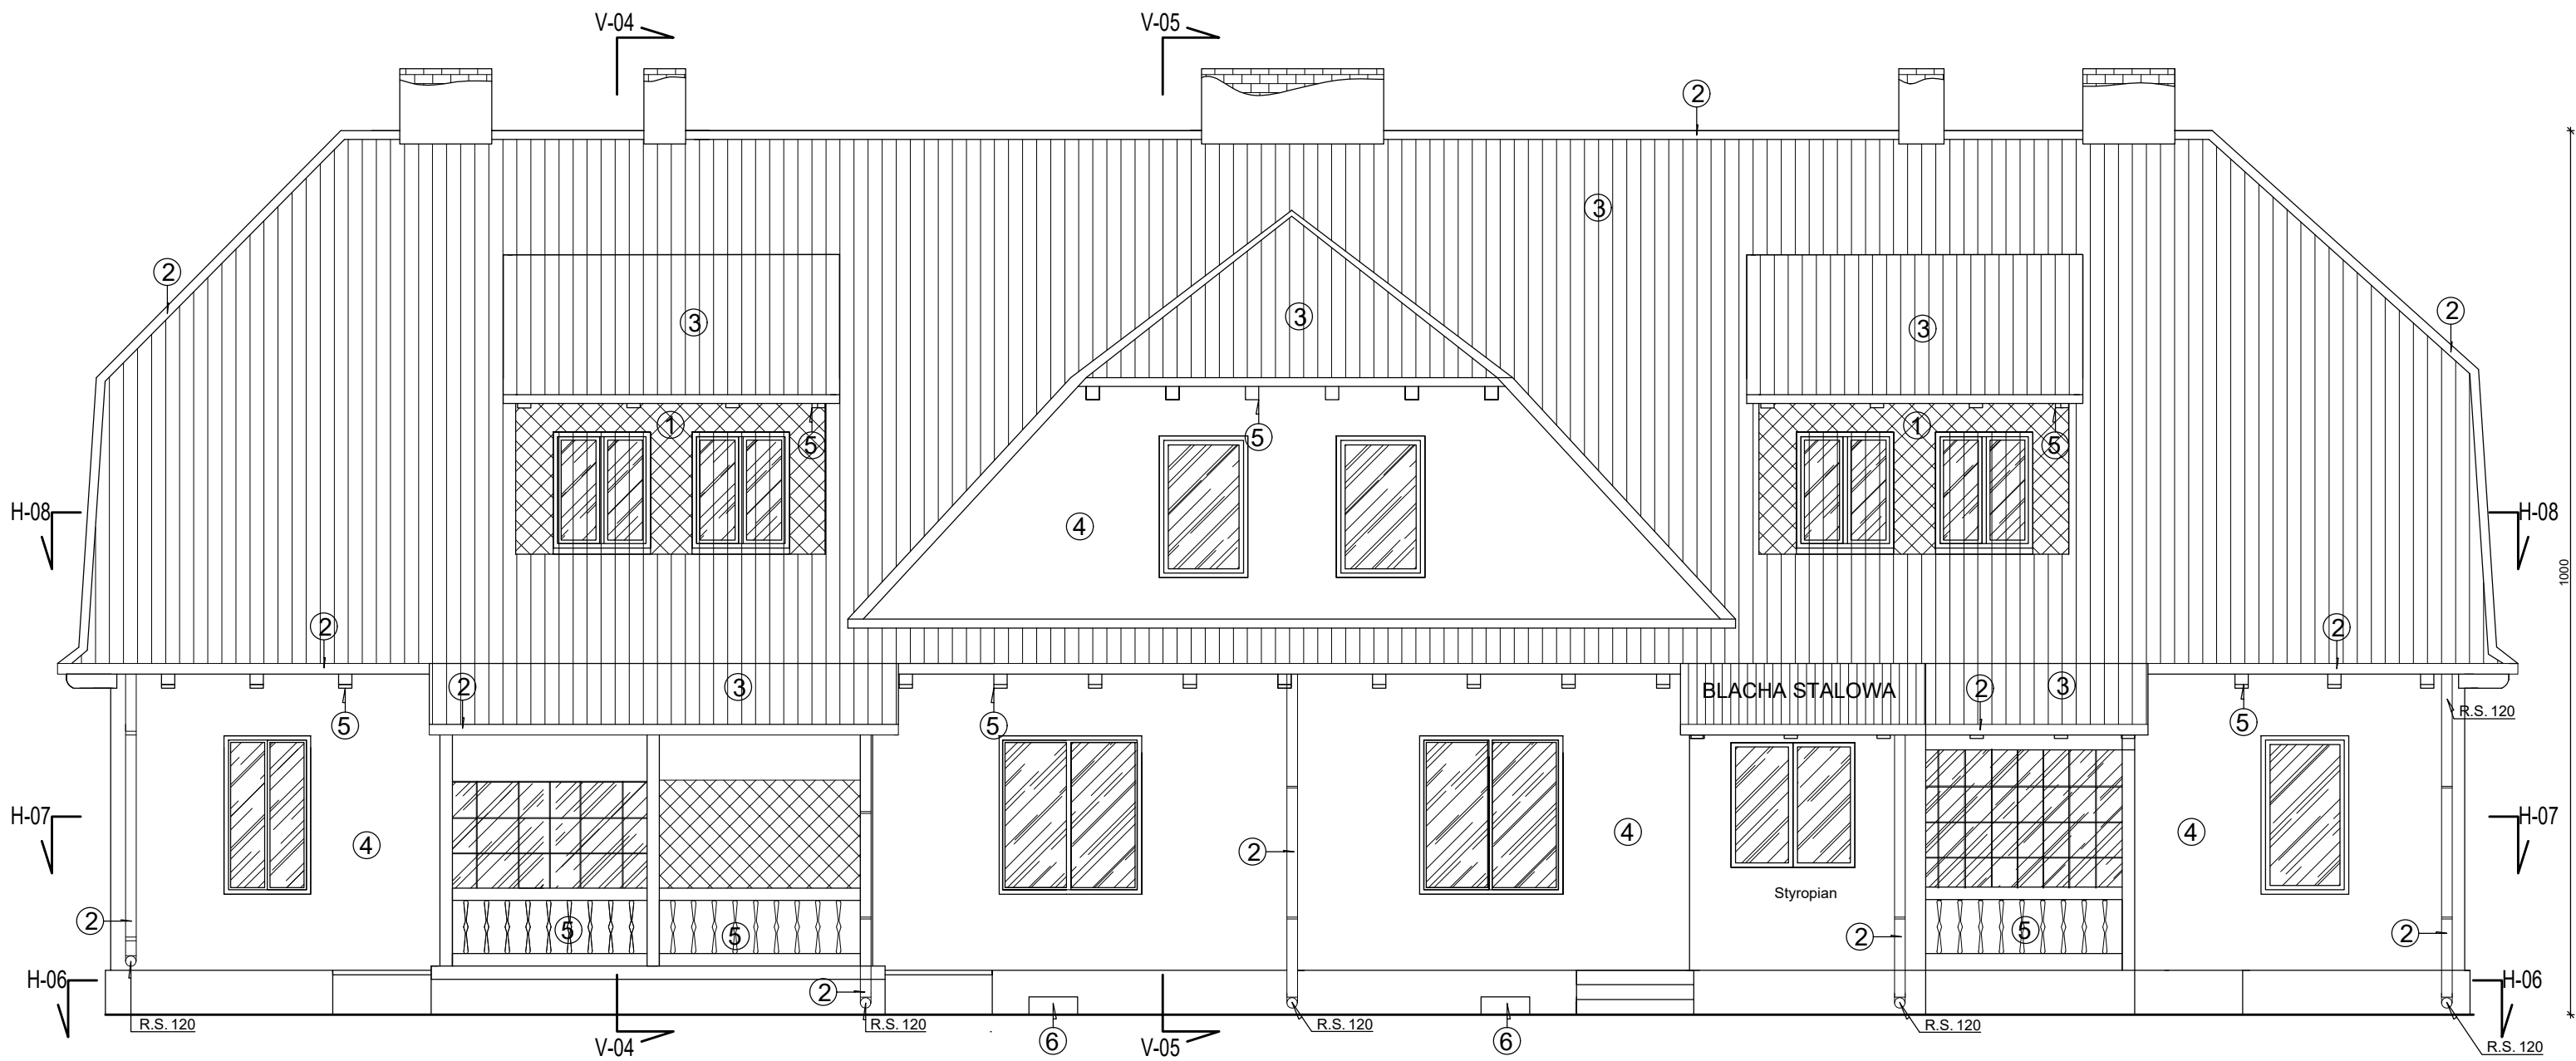 V-04 V-05
2
3
2
3 3 3 2
1 5 5 1 5
H-08 4 H-08
1000
2 2
2 3 5 5 BLACHA STALOWA 2 3 5
R.S. 120
H-07 4 4 4 H-07
2
Styropian
2 5 5 2 5 2
H-06 2 H-06
R.S. 120 R.S. 120 R.S. 120 R.S. 120
6 6
V-04 V-05 R.S. 120